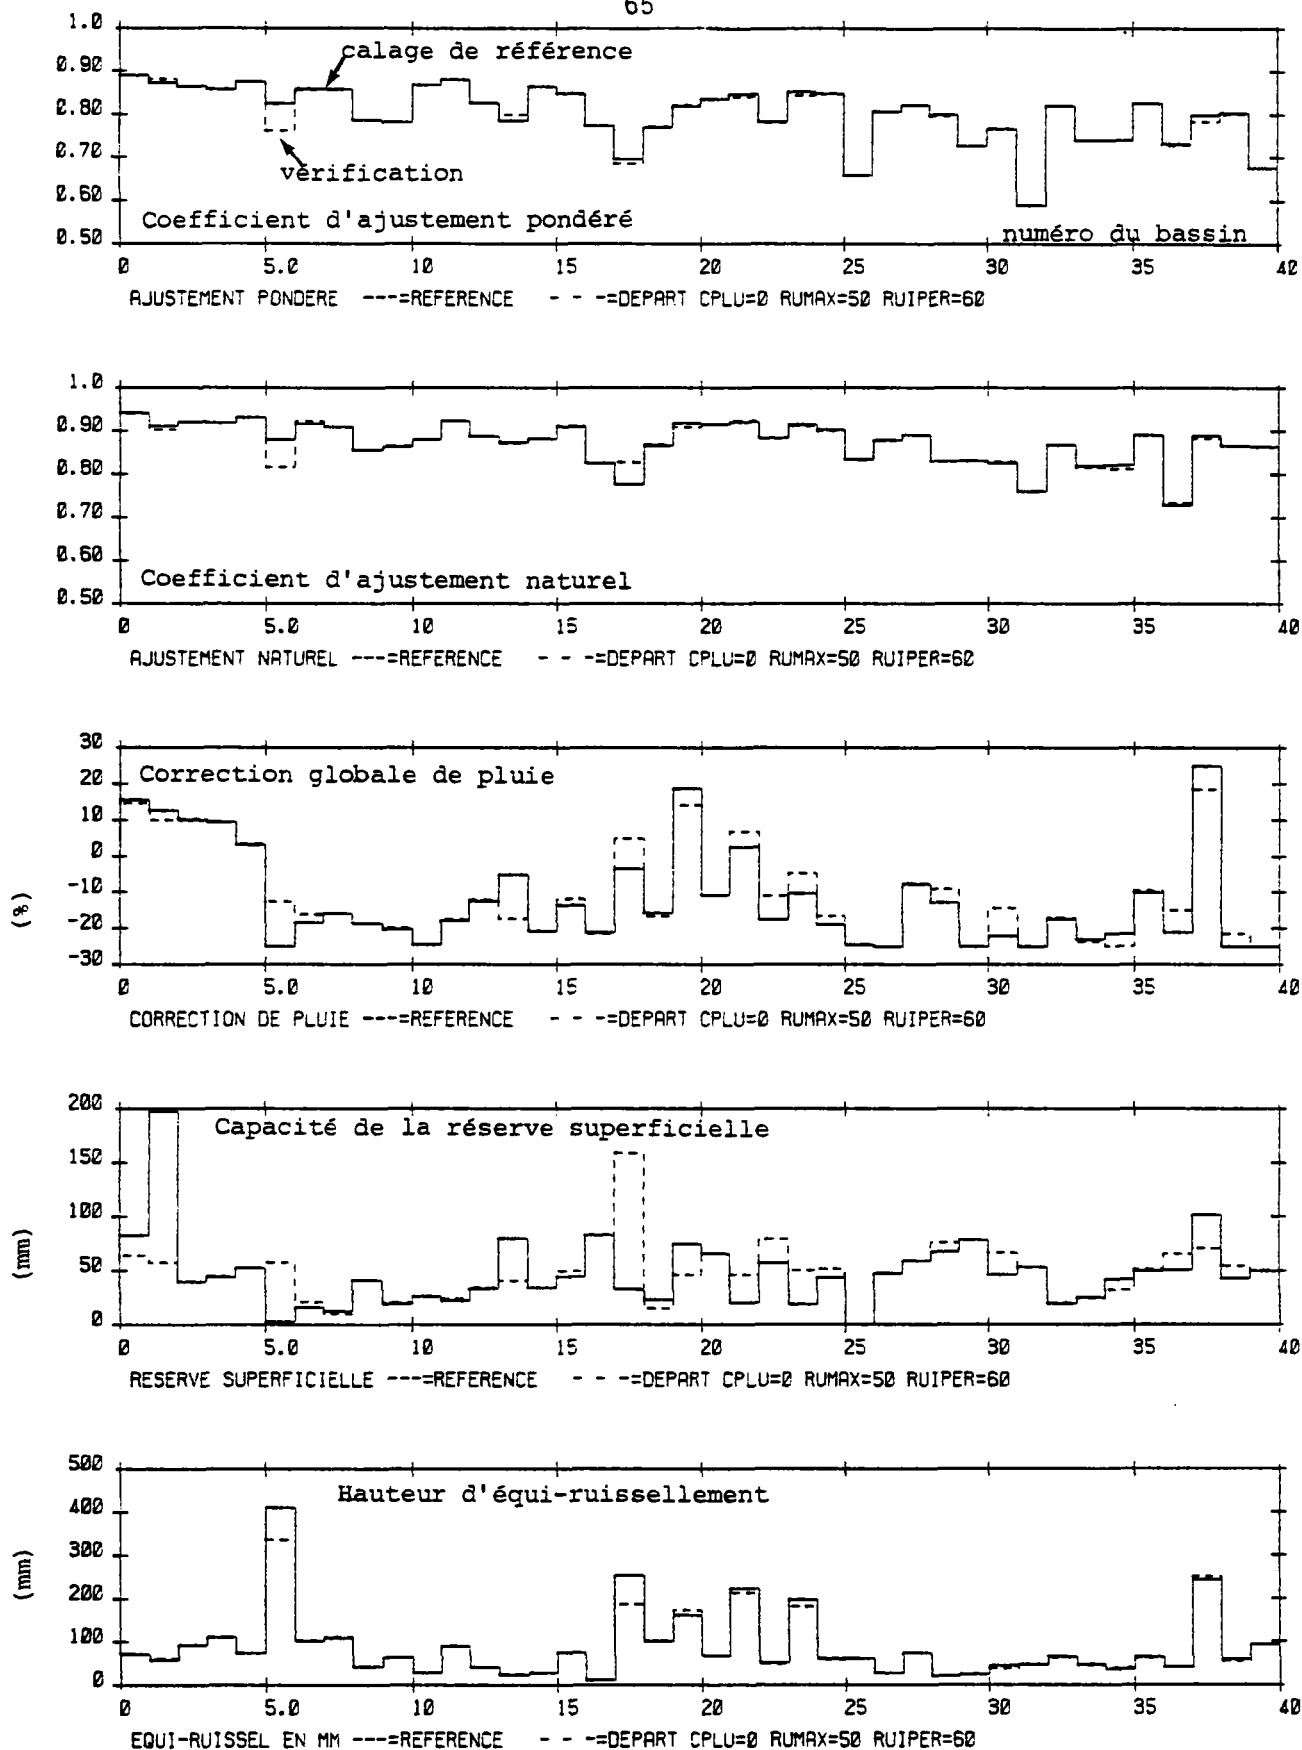 65
1.0
calage de référence
0.90
0.80
0.70
vérification
0.60
Coefficient d'ajustement pondéré
0.50
numéro du bassin
0 5.0 10 15 20 25 30 35 40
AJUSTEMENT PONDERE ---=REFERENCE - - -=DEPART CPLU=0 RUMAX=50 RUIPER=60
1.0
0.90
0.80
0.70
0.60
Coefficient d'ajustement naturel
0.50
0 5.0 10 15 20 25 30 35 40
AJUSTEMENT NATUREL ---=REFERENCE - - -=DEPART CPLU=0 RUMAX=50 RUIPER=60
30
Correction globale de pluie
20
10
0
-10
(%)
-20
-30
0 5.0 10 15 20 25 30 35 40
CORRECTION DE PLUIE ---=REFERENCE - - -=DEPART CPLU=0 RUMAX=50 RUIPER=60
200
Capacité de la réserve superficielle
150
100
(mm)
50
0
0 5.0 10 15 20 25 30 35 40
RESERVE SUPERFICIELLE ---=REFERENCE - - -=DEPART CPLU=0 RUMAX=50 RUIPER=60
500
Hauteur d'équi-ruissellement
400
300
(mm)
200
100
0
0 5.0 10 15 20 25 30 35 40
EQUI-RUISSEL EN MM ---=REFERENCE - - -=DEPART CPLU=0 RUMAX=50 RUIPER=60